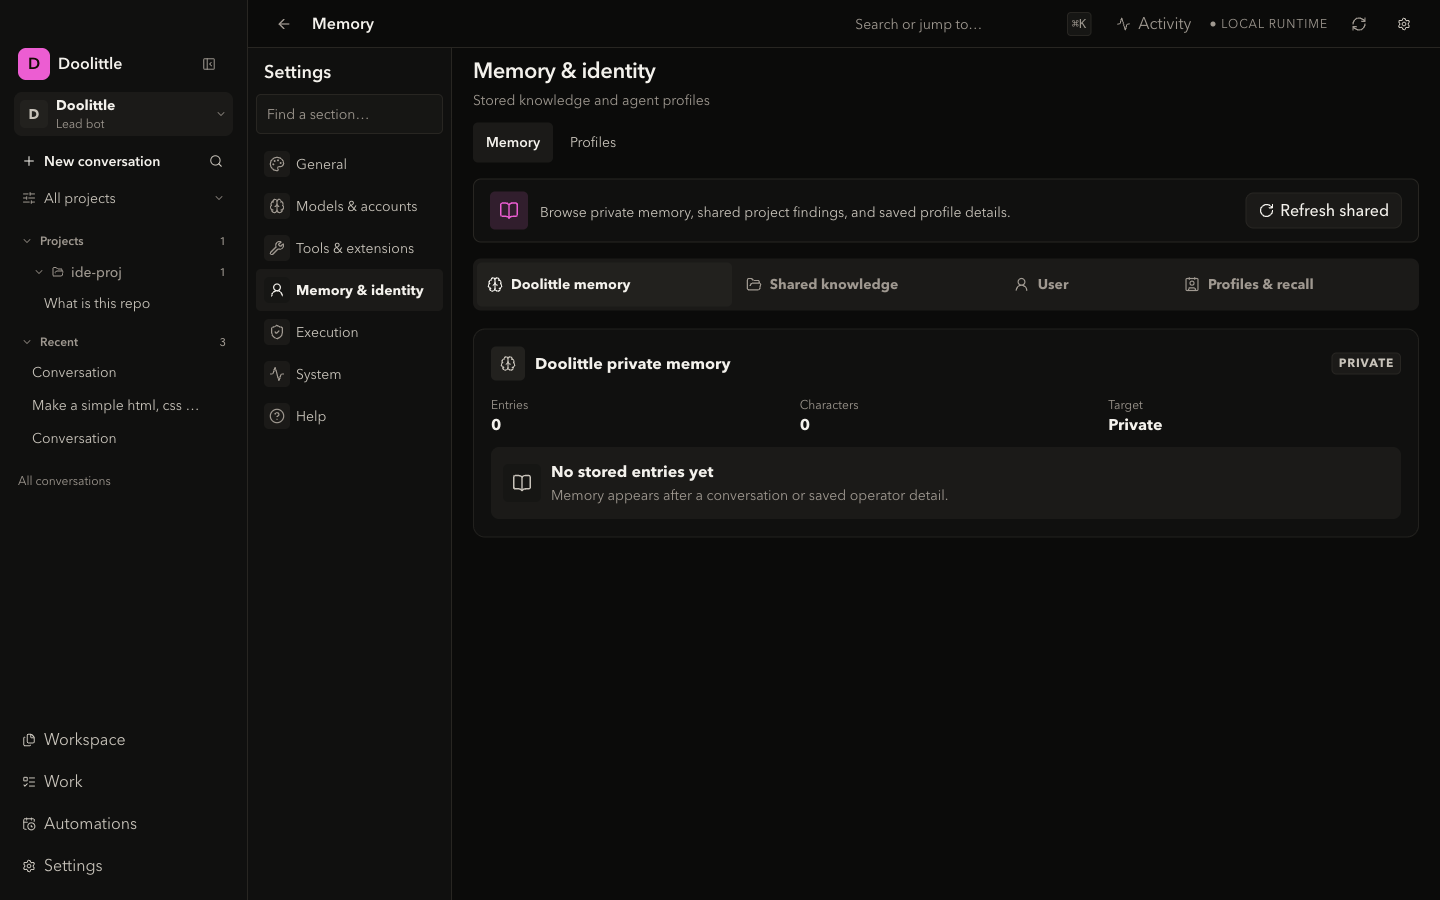 Memory
Search or jump to…
⌘K
Activity
LOCAL RUNTIME
D
Doolittle
D
Doolittle
Lead bot
New conversation
All projects
Projects
1
ide-proj
1
What is this repo
Recent
3
Conversation
Make a simple html, css …
Conversation
All conversations
Workspace
Work
Automations
Settings
Settings
Find a section…
General
Models & accounts
Tools & extensions
Memory & identity
Execution
System
Help
Memory & identity
Stored knowledge and agent profiles
Memory
Profiles
Browse private memory, shared project findings, and saved profile details.
Refresh shared
Doolittle memory
Shared knowledge
User
Profiles & recall
Doolittle private memory
PRIVATE
Entries
0
Characters
0
Target
Private
No stored entries yet
Memory appears after a conversation or saved operator detail.